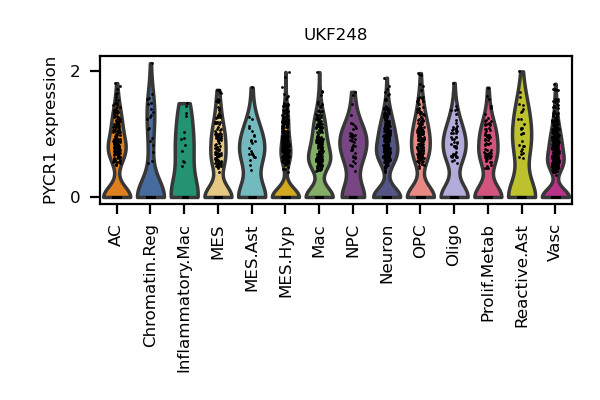 UKF248
PYCR1 expression
2
0
AC
Chromatin.Reg
Inflammatory.Mac
MES
MES.Ast
MES.Hyp
Mac
NPC
Neuron
OPC
Oligo
Prolif.Metab
Reactive.Ast
Vasc